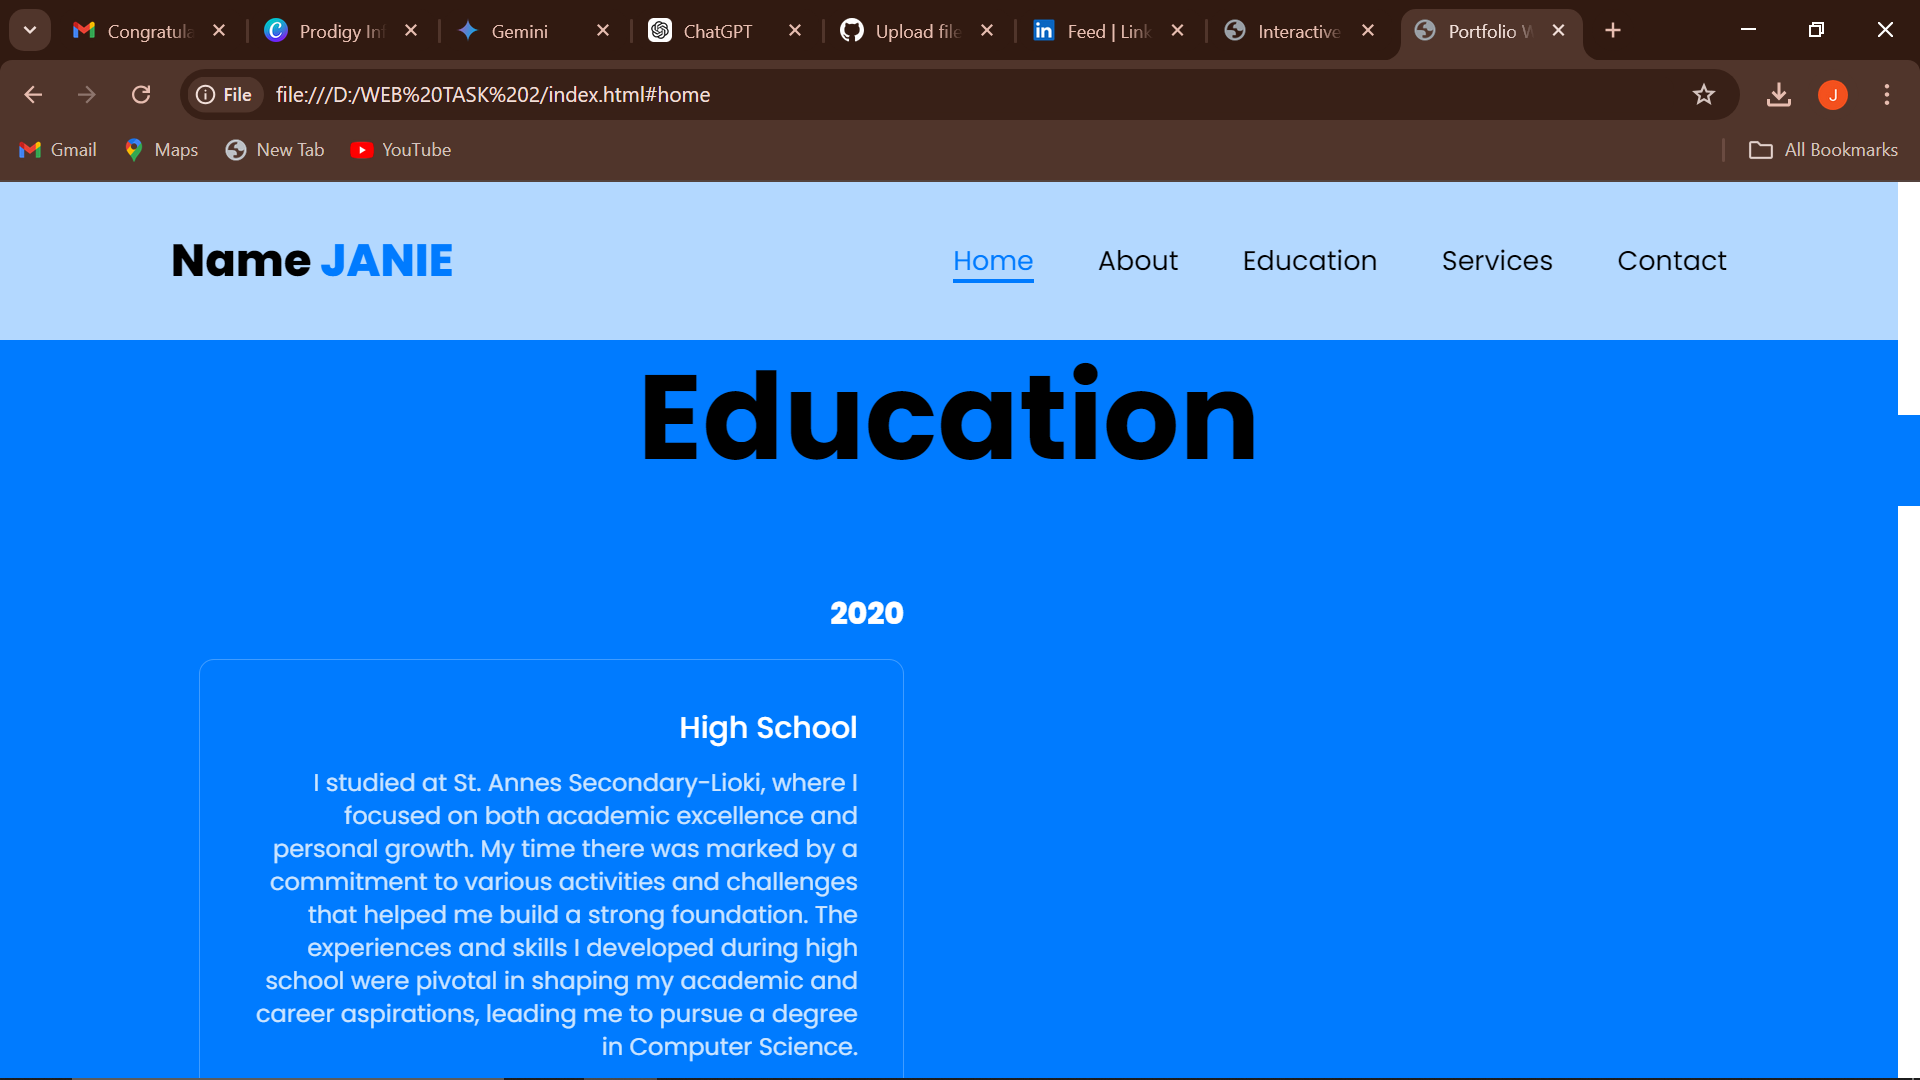 Congratula
Prodigy Inf
Gemini
ChatGPT
Upload file
Feed | Link
Interactive
Portfolio W
File
file:///D:/WEB%20TASK%202/index.html#home
J
Gmail
Maps
New Tab
YouTube
All Bookmarks
Name JANIE
Home
About
Education
Services
Contact
Education
2020
High School
I studied at St. Annes Secondary-Lioki, where I
focused on both academic excellence and
personal growth. My time there was marked by a
commitment to various activities and challenges
that helped me build a strong foundation. The
experiences and skills I developed during high
school were pivotal in shaping my academic and
career aspirations, leading me to pursue a degree
in Computer Science.